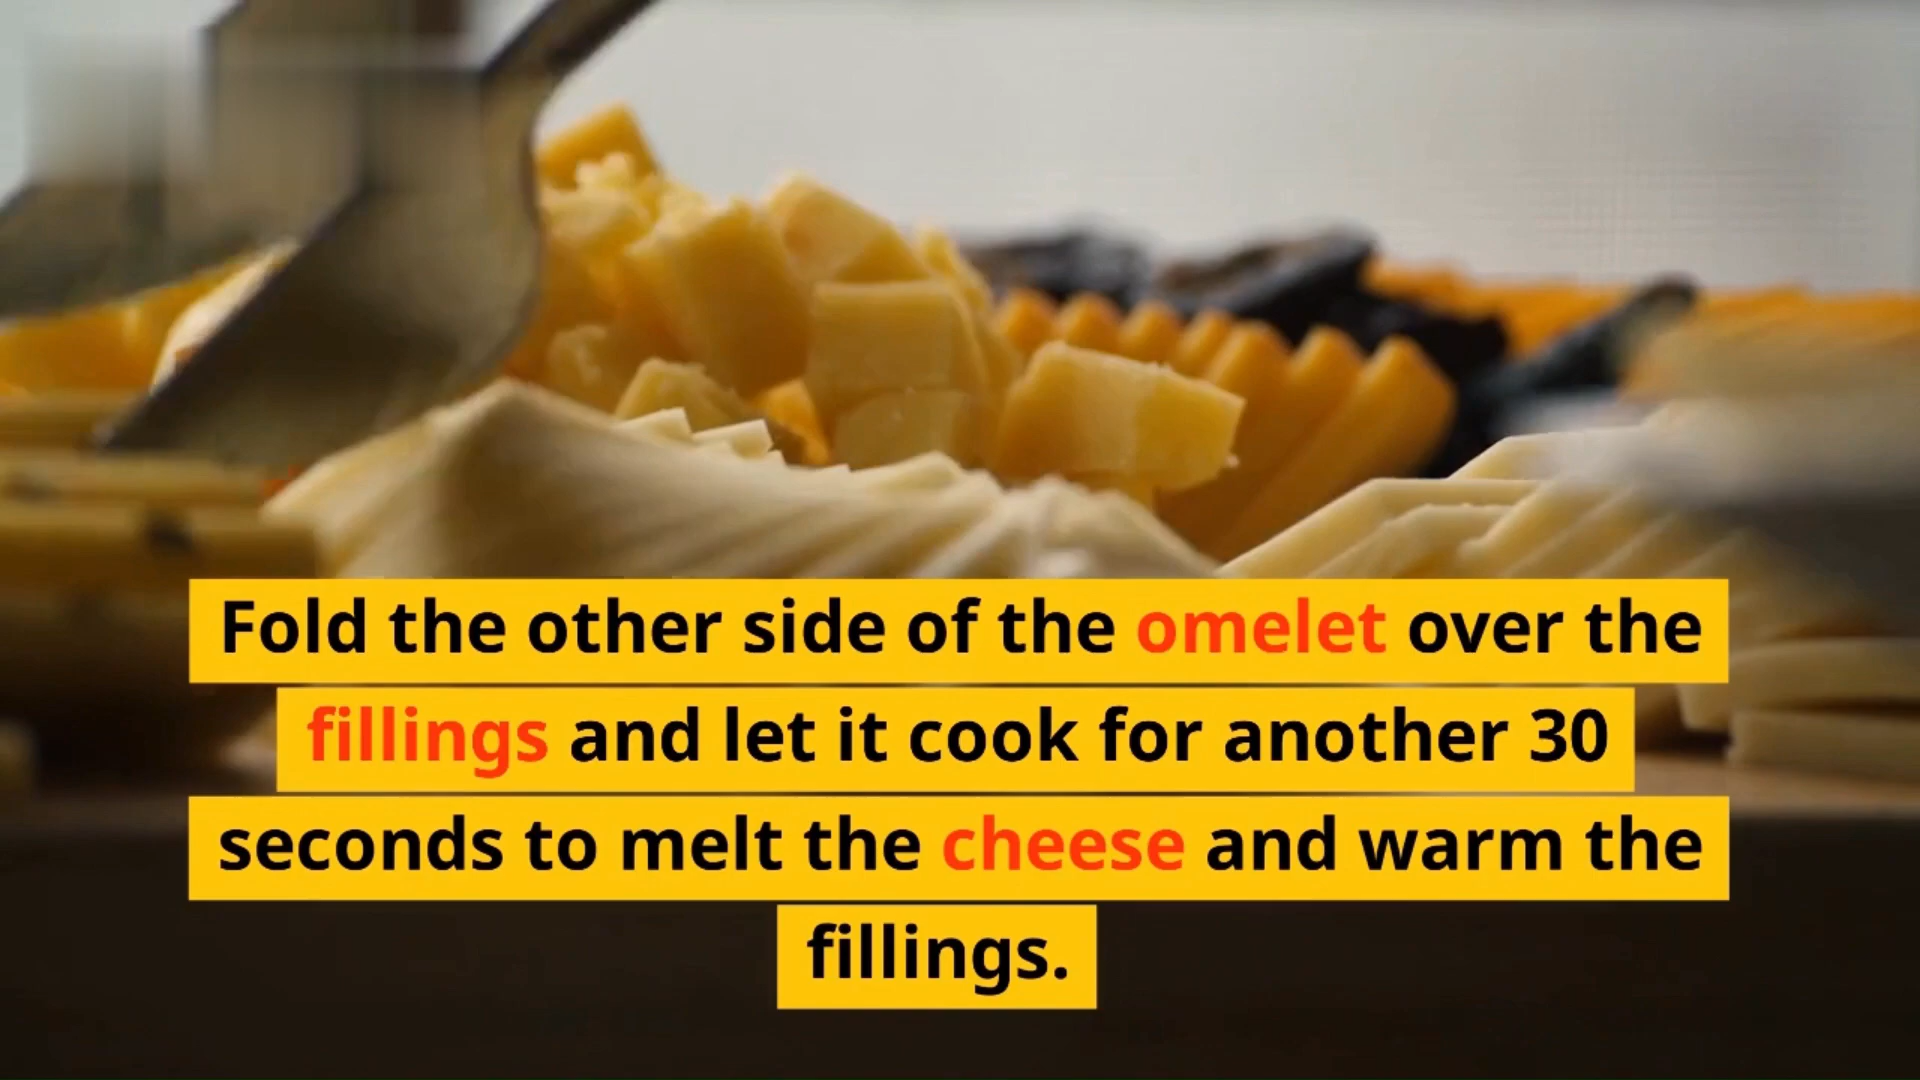 Fold the other side of the omelet over the
fillings and let it cook for another 30
seconds to melt the cheese and warm the
fillings.